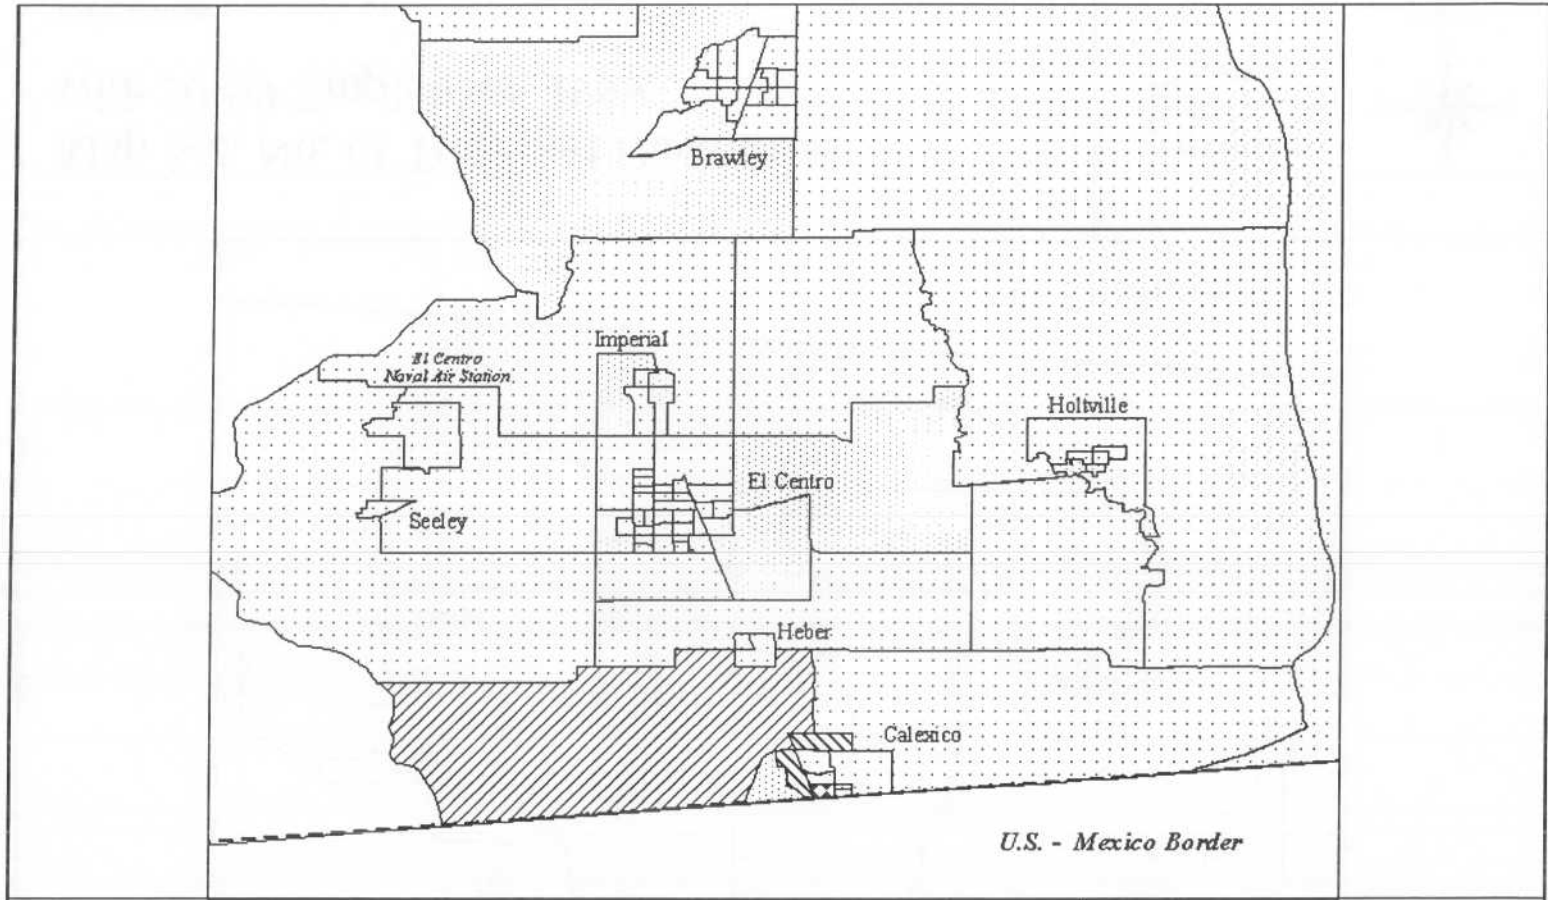 Brawley
Imperial
El Centro
Naval Air Station
Holtville
El Centro
Seeley
Heber
Calexico
U.S. - Mexico Border